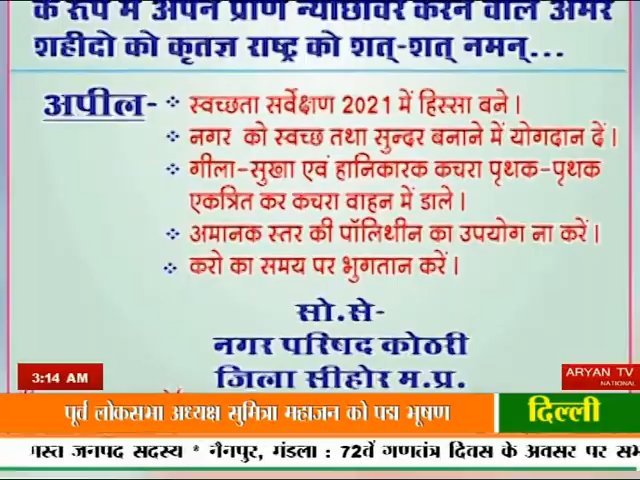 के रूप में अपने प्राण न्यौछावर करने वाले अमर
शहीदो को कृतज्ञ राष्ट्र को शत्-शत् नमन्...
अपील- ❖ स्वच्छता सर्वेक्षण 2021 में हिस्सा बने।
❖ नगर को स्वच्छ तथा सुन्दर बनाने में योगदान दें।
❖ गीला-सुखा एवं हानिकारक कचरा पृथक-पृथक
एकत्रित कर कचरा वाहन में डाले।
❖ अमानक स्तर की पॉलिथीन का उपयोग ना करें।
❖ करो का समय पर भुगतान करें।
सो.से-
नगर परिषद कोठरी
जिला सीहोर म.प्र.
3:14 AM
ARYAN TV
NATIONAL
पूर्व लोकसभा अध्यक्ष सुमित्रा महाजन को पद्म भूषण
दिल्ली
मस्त जनपद सदस्य * नैनपुर, मंडला : 72वें गणतंत्र दिवस के अवसर पर सभ